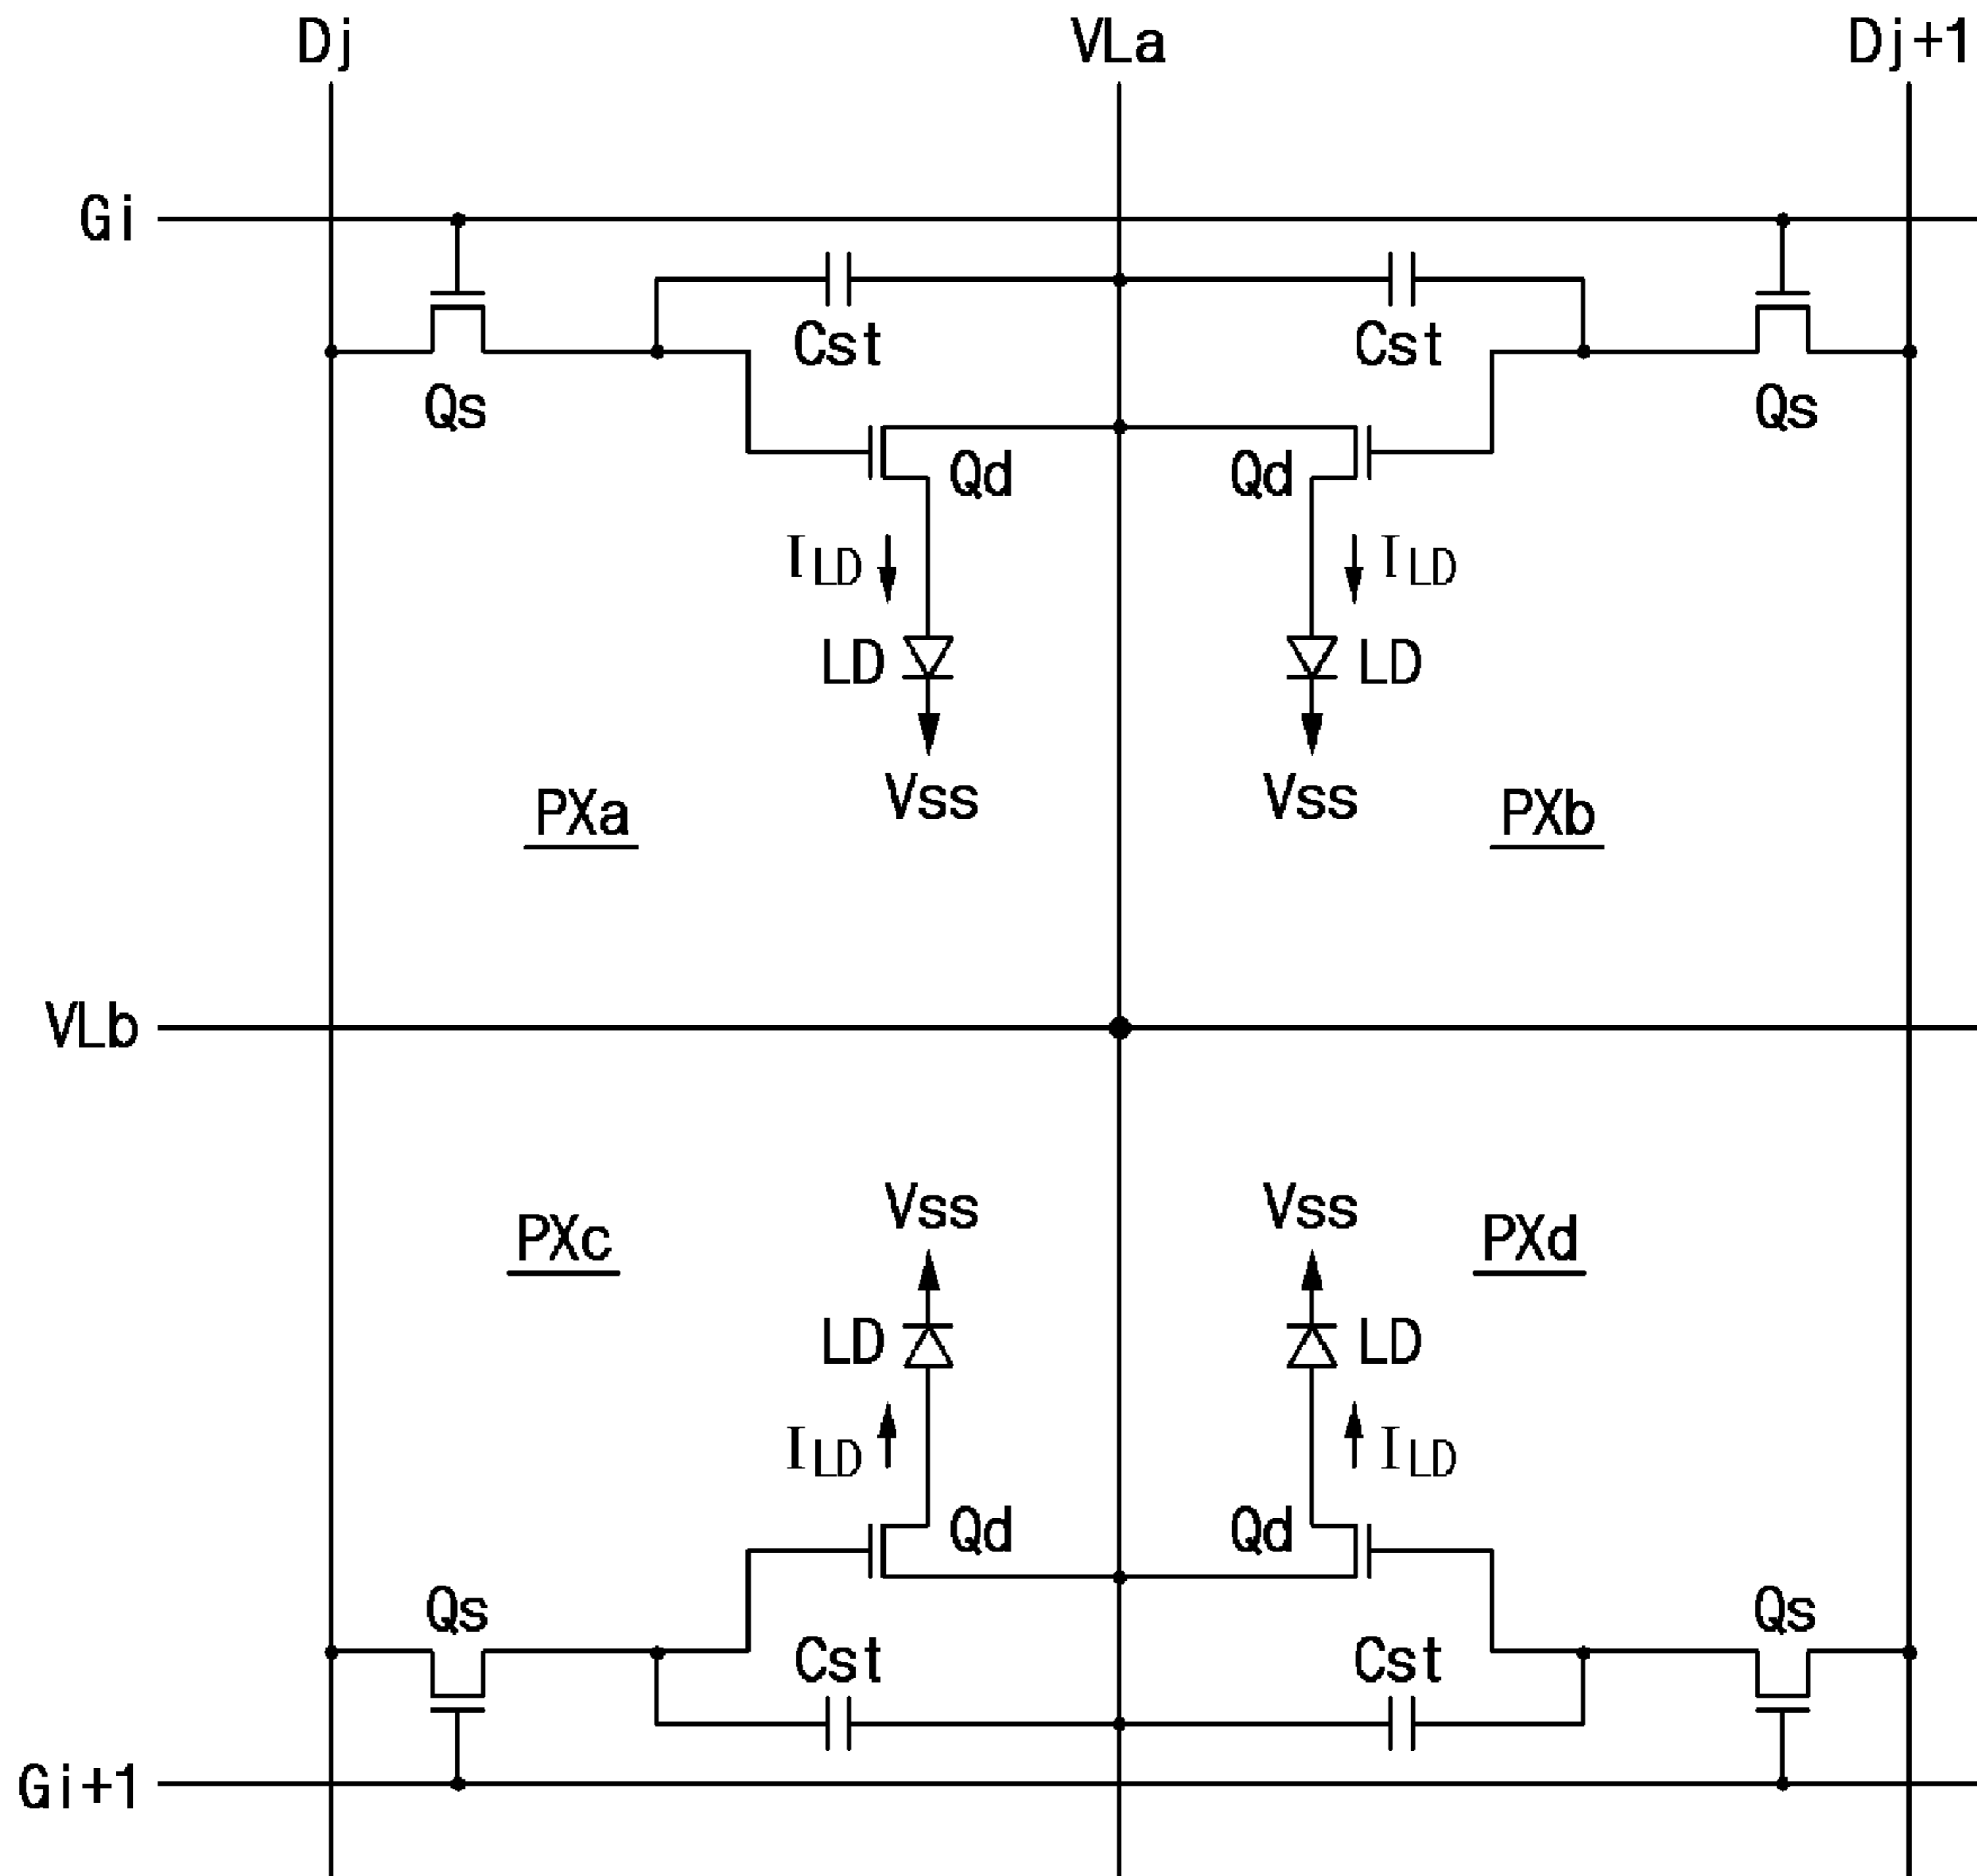 Dj VLa Dj+1
Gi
Cst Cst
Qs Qs
Qd Qd
ILD ILD
LD LD
Vss Vss
PXa PXb
VLb
Vss Vss
PXc PXd
LD LD
ILD ILD
Qd Qd
Qs Qs
Cst Cst
Gi+1